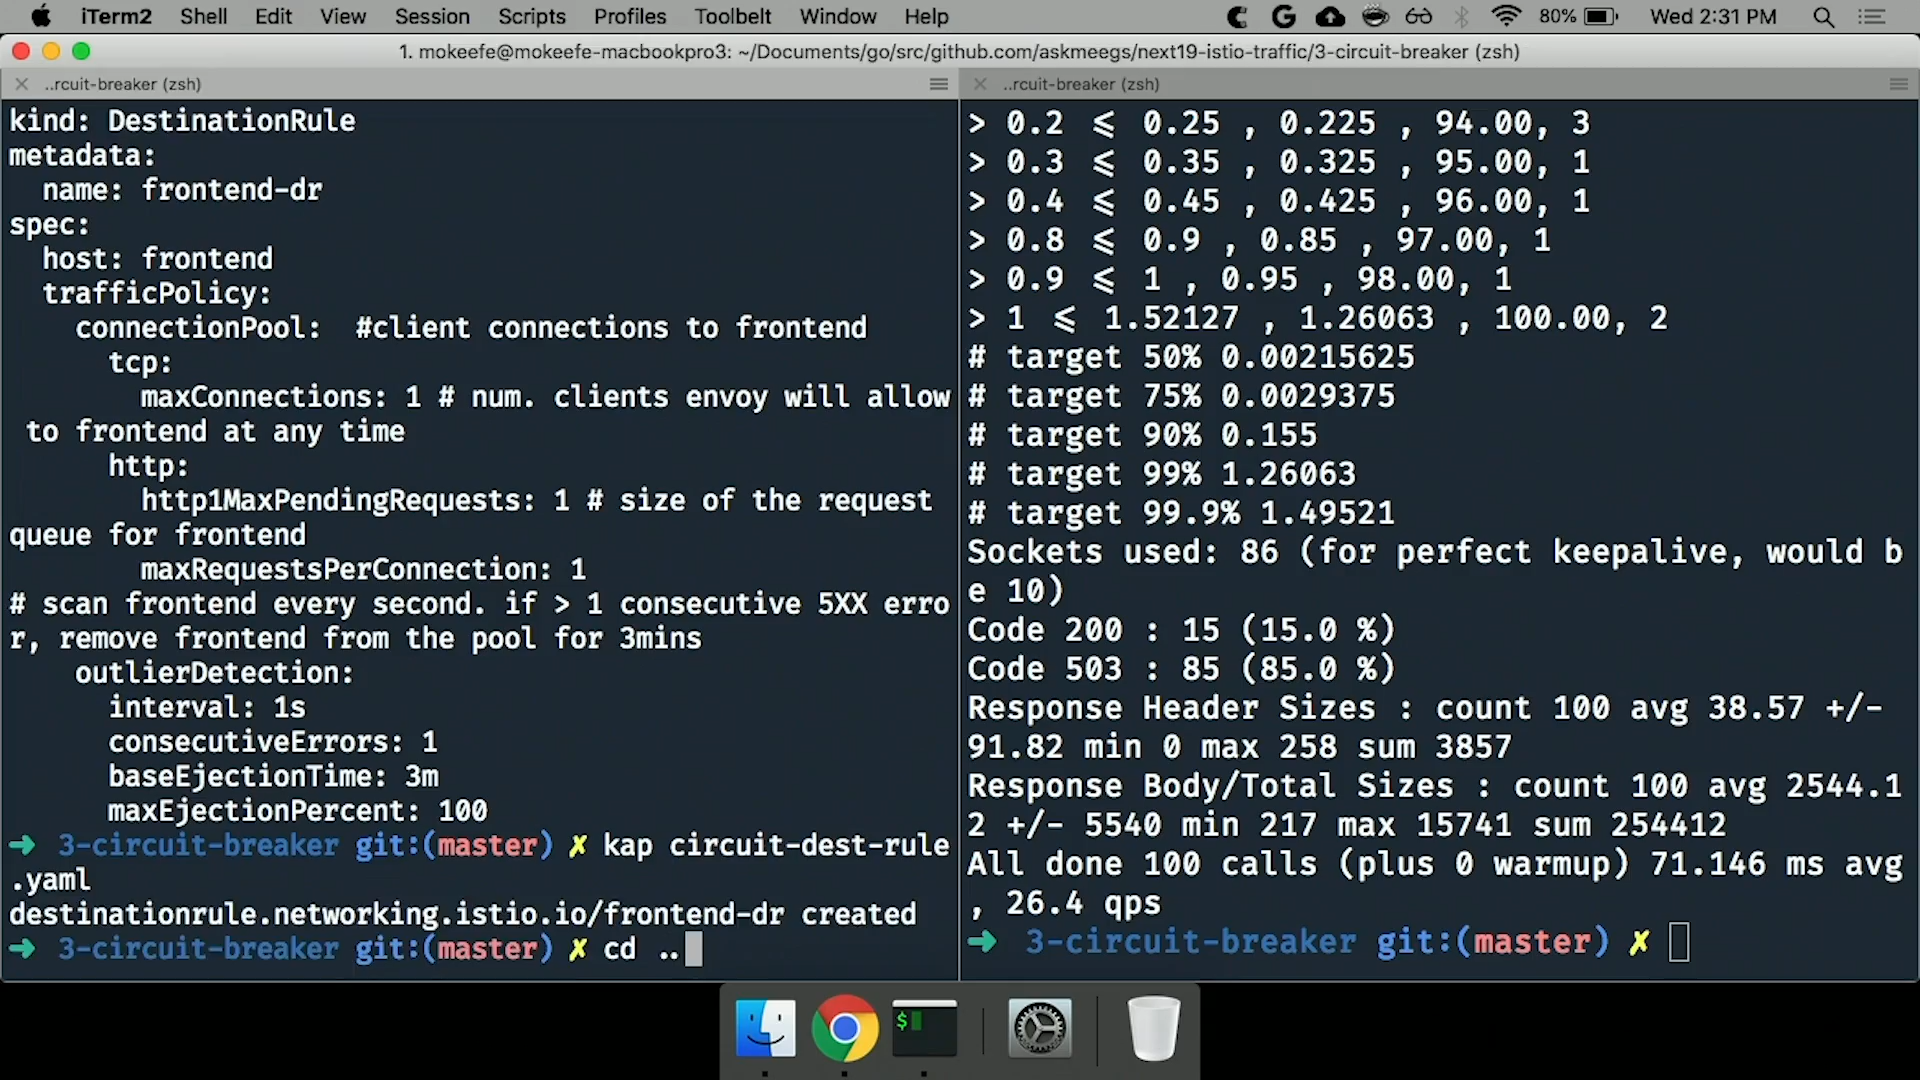 iTerm2 Shell Edit View Session Scripts Profiles Toolbelt Window Help 80% Wed 2:31 PM
1. mokeefe@mokeefe-macbookpro3: ~/Documents/go/src/github.com/askmeegs/next19-istio-traffic/3-circuit-breaker (zsh)
..rcuit-breaker (zsh)
kind: DestinationRule
metadata:
  name: frontend-dr
spec:
  host: frontend
  trafficPolicy:
    connectionPool:  #client connections to frontend
      tcp:
        maxConnections: 1 # num. clients envoy will allow
 to frontend at any time
      http:
        http1MaxPendingRequests: 1 # size of the request
queue for frontend
        maxRequestsPerConnection: 1
# scan frontend every second. if > 1 consecutive 5XX erro
r, remove frontend from the pool for 3mins
    outlierDetection:
      interval: 1s
      consecutiveErrors: 1
      baseEjectionTime: 3m
      maxEjectionPercent: 100
➜ 3-circuit-breaker git:(master) ✗ kap circuit-dest-rule
.yaml
destinationrule.networking.istio.io/frontend-dr created
➜ 3-circuit-breaker git:(master) ✗ cd ..
..rcuit-breaker (zsh)
> 0.2 <= 0.25 , 0.225 , 94.00, 3
> 0.3 <= 0.35 , 0.325 , 95.00, 1
> 0.4 <= 0.45 , 0.425 , 96.00, 1
> 0.8 <= 0.9 , 0.85 , 97.00, 1
> 0.9 <= 1 , 0.95 , 98.00, 1
> 1 <= 1.52127 , 1.26063 , 100.00, 2
# target 50% 0.00215625
# target 75% 0.0029375
# target 90% 0.155
# target 99% 1.26063
# target 99.9% 1.49521
Sockets used: 86 (for perfect keepalive, would b
e 10)
Code 200 : 15 (15.0 %)
Code 503 : 85 (85.0 %)
Response Header Sizes : count 100 avg 38.57 +/-
91.82 min 0 max 258 sum 3857
Response Body/Total Sizes : count 100 avg 2544.1
2 +/- 5540 min 217 max 15741 sum 254412
All done 100 calls (plus 0 warmup) 71.146 ms avg
, 26.4 qps
➜ 3-circuit-breaker git:(master) ✗